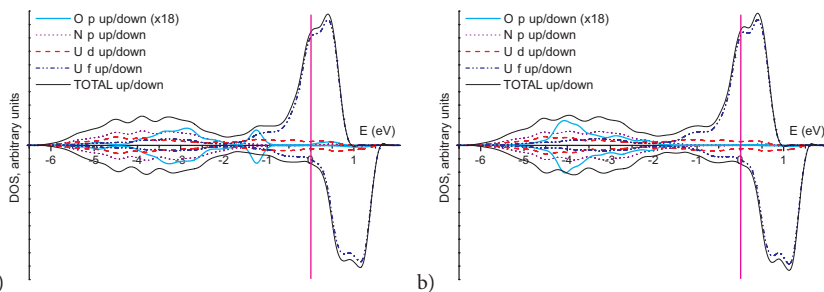 O p up/down (x18)
N p up/down
U d up/down
U f up/down
TOTAL up/down
E (eV)
DOS, arbitrary units
-6 -5 -4 -3 -2 -1 0 1
)
O p up/down (x18)
N p up/down
U d up/down
U f up/down
TOTAL up/down
E (eV)
DOS, arbitrary units
-6 -5 -4 -3 -2 -1 0 1
b)